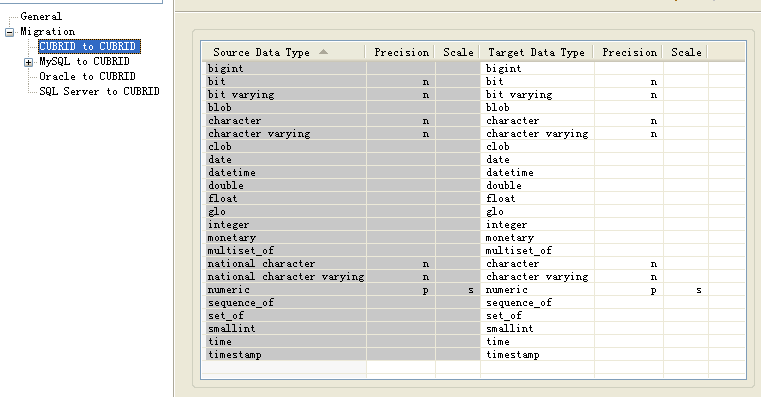 General
Migration
CUBRID to CUBRID
MySQL to CUBRID
Oracle to CUBRID
SQL Server to CUBRID
Source Data Type Precision Scale Target Data Type Precision Scale
bigint bigint
bit n bit n
bit varying n bit varying n
blob blob
character n character n
character varying n character varying n
clob clob
date date
datetime datetime
double double
float float
glo glo
integer integer
monetary monetary
multiset_of multiset_of
national character n character n
national character varying n character varying n
numeric p s numeric p s
sequence_of sequence_of
set_of set_of
smallint smallint
time time
timestamp timestamp